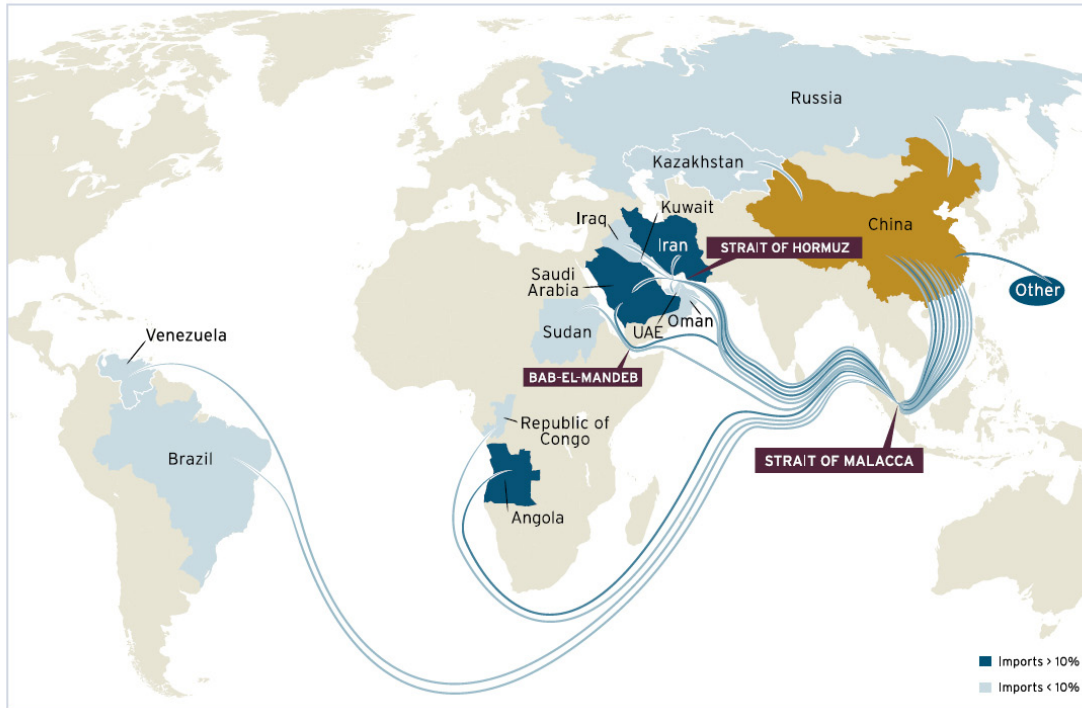 Russia
Kazakhstan
Kuwait
Iraq
Iran
China
STRAIT OF HORMUZ
Saudi
Arabia
Other
UAE
Oman
Sudan
Venezuela
BAB-EL-MANDEB
Republic of
Congo
Brazil
STRAIT OF MALACCA
Angola
Imports > 10%
Imports < 10%